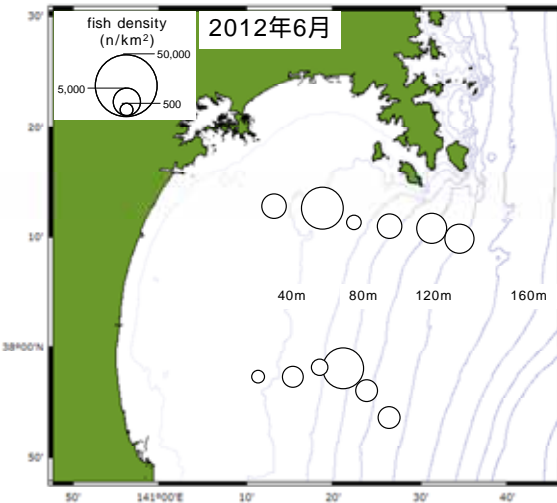 30'
fish density
(n/km²)
50,000
5,000
500
2012年6月
20'
10'
40m 80m 120m 160m
38°00'N
50'
50' 141°00'E 10' 20' 30' 40'